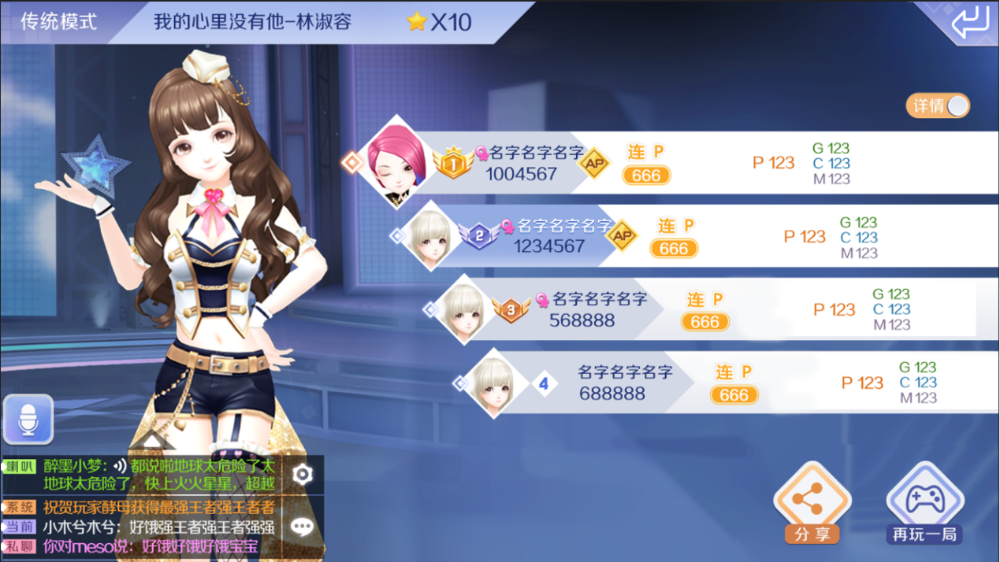 传统模式
我的心里没有他-林淑容
X10
详情
1
名字名字名字
1004567
AP
连 P
666
P 123
G 123
C 123
M 123
2
名字名字名字
1234567
AP
连 P
666
P 123
G 123
C 123
M 123
3
名字名字名字
568888
连 P
666
P 123
G 123
C 123
M 123
4
名字名字名字
688888
连 P
666
P 123
G 123
C 123
M 123
喇叭 醉墨小梦: 都说啦地球太危险了太
地球太危险了，快上火火星星，超越
系统 祝贺玩家酵母获得最强王者强王者者
当前 小木兮木兮：好饿强王者强王者强强
私聊 你对meso说：好饿好饿好饿宝宝
分享
再玩一局